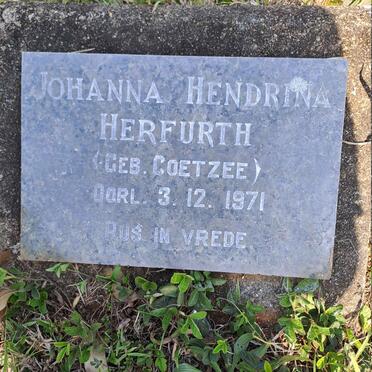 JOHANNA HENDRINA
HERFURTH
(GEB. COETZEE)
OORL. 3. 12. 1971
RUS IN VREDE